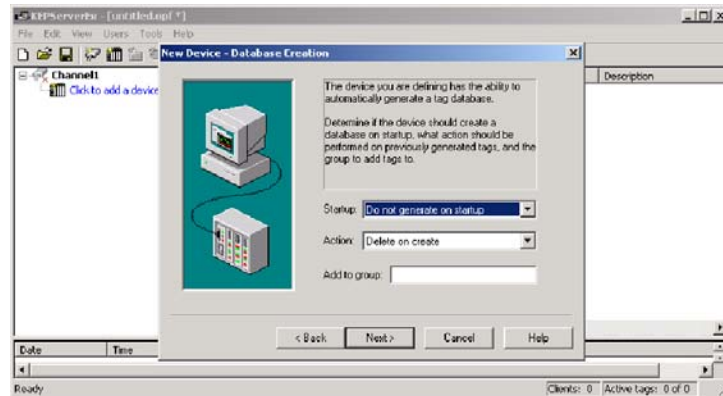 KEPServerEx - [untitled.opf *]
File Edit View Users Tools Help
New Device - Database Creation
Channel1
Click to add a device
Description
The device you are defining has the ability to
automatically generate a tag database.
Determine if the device should create a
database on startup, what action should be
performed on previously generated tags, and the
group to add tags to.
Startup: Do not generate on startup
Action: Delete on create
Add to group:
< Back Next > Cancel Help
Date Time
Ready Clients: 0 Active tags: 0 of 0